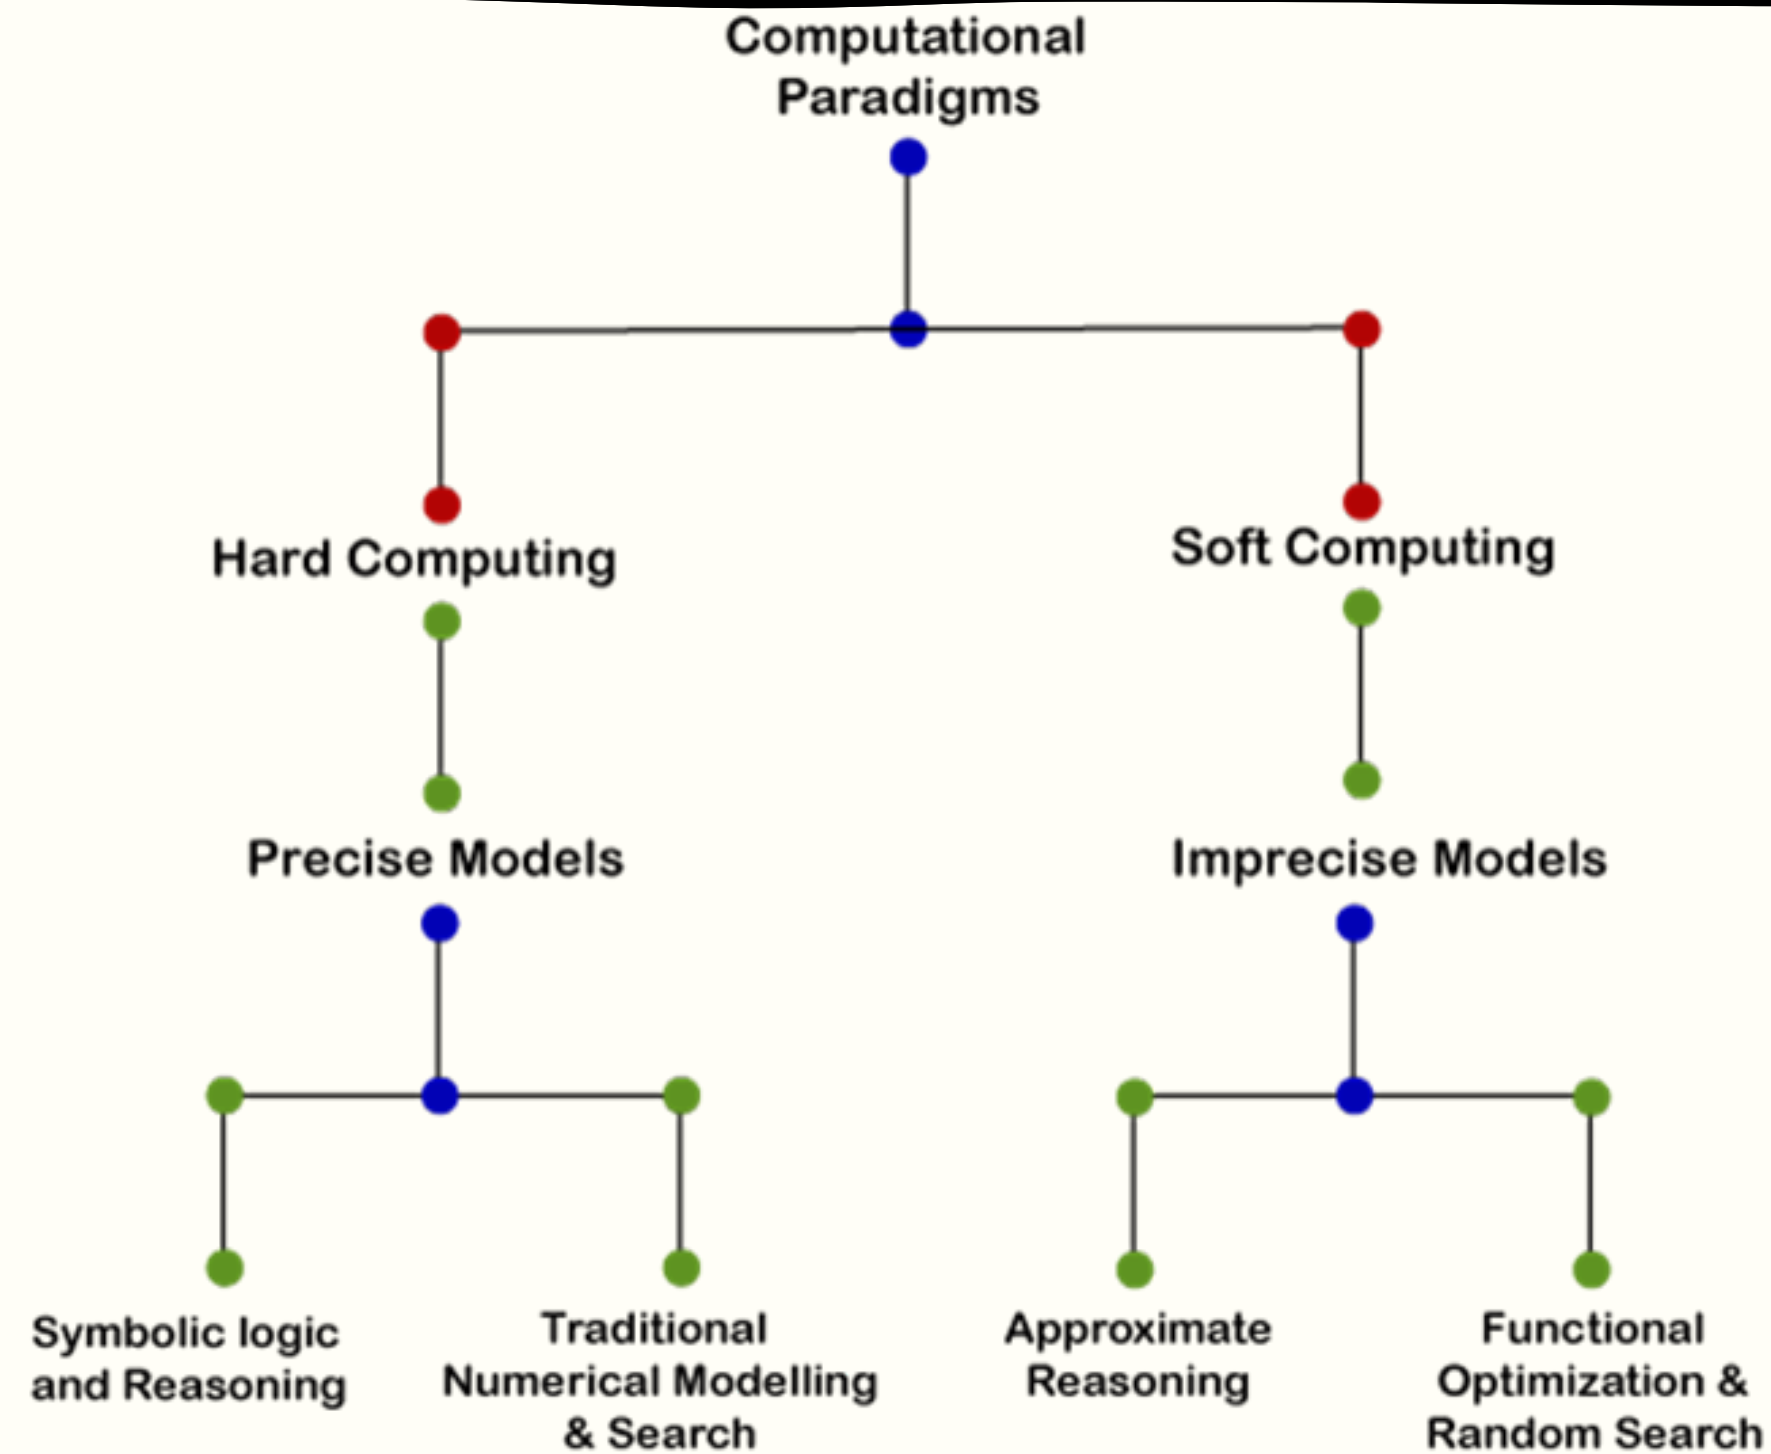 Computational
Paradigms
Hard Computing
Soft Computing
Precise Models
Imprecise Models
Symbolic logic
and Reasoning
Traditional
Numerical Modelling
& Search
Approximate
Reasoning
Functional
Optimization &
Random Search